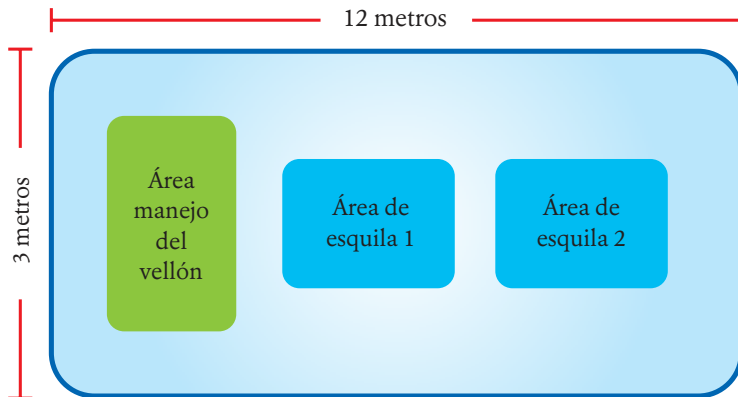 12 metros
3 metros
Área
manejo
del
vellón
Área de
esquila 1
Área de
esquila 2